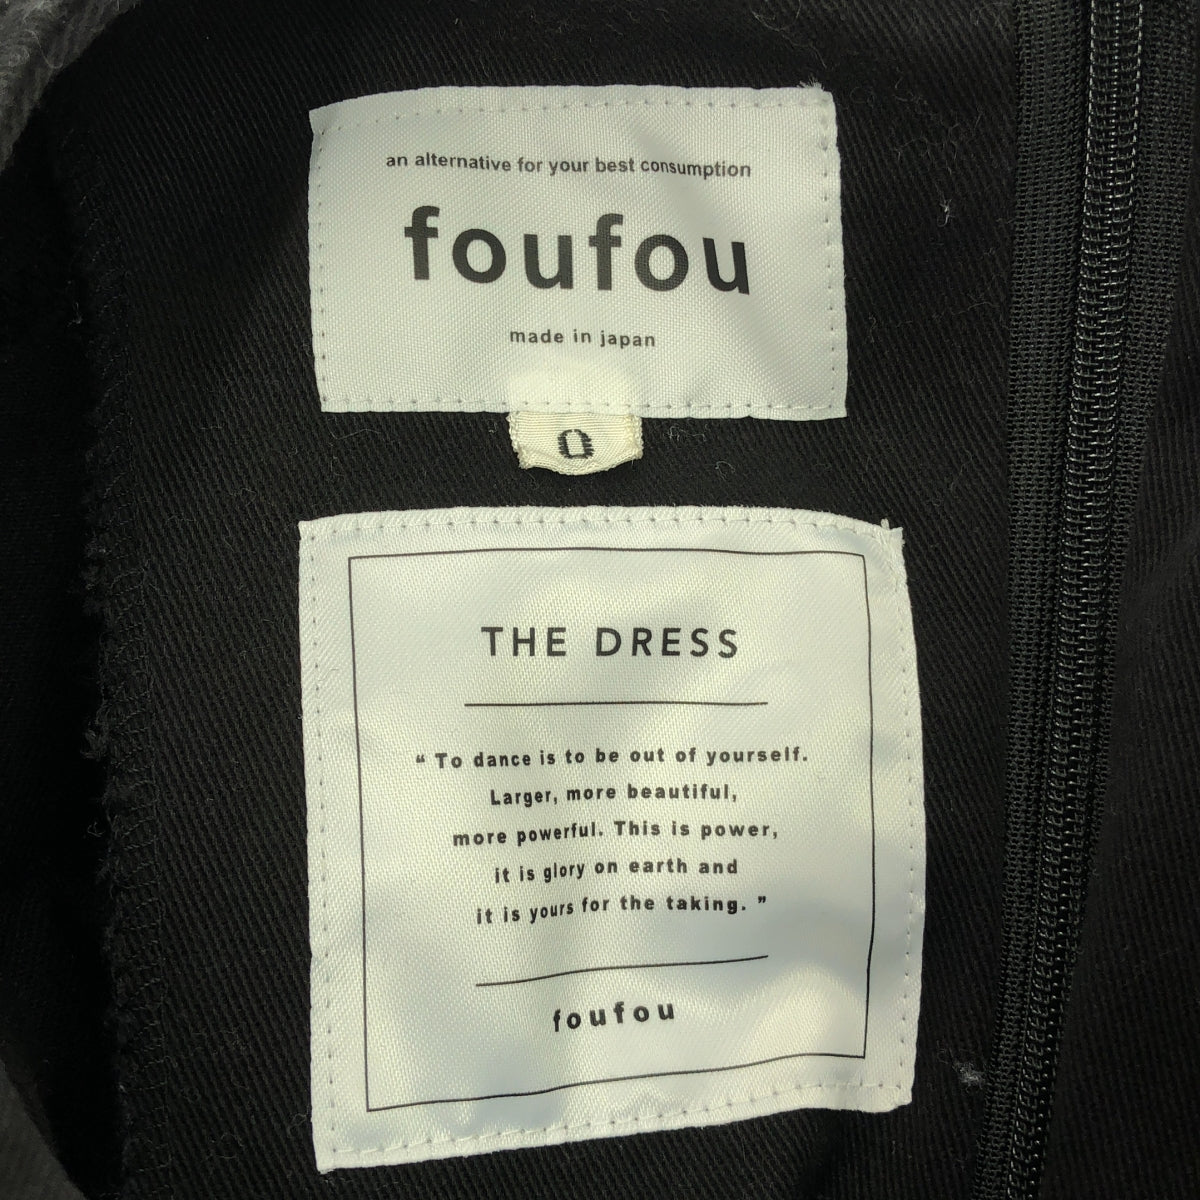 an alternative for your best consumption
foufou
made in japan
0
THE DRESS
“ To dance is to be out of yourself.
Larger, more beautiful,
more powerful. This is power,
it is glory on earth and
it is yours for the taking. ”
foufou